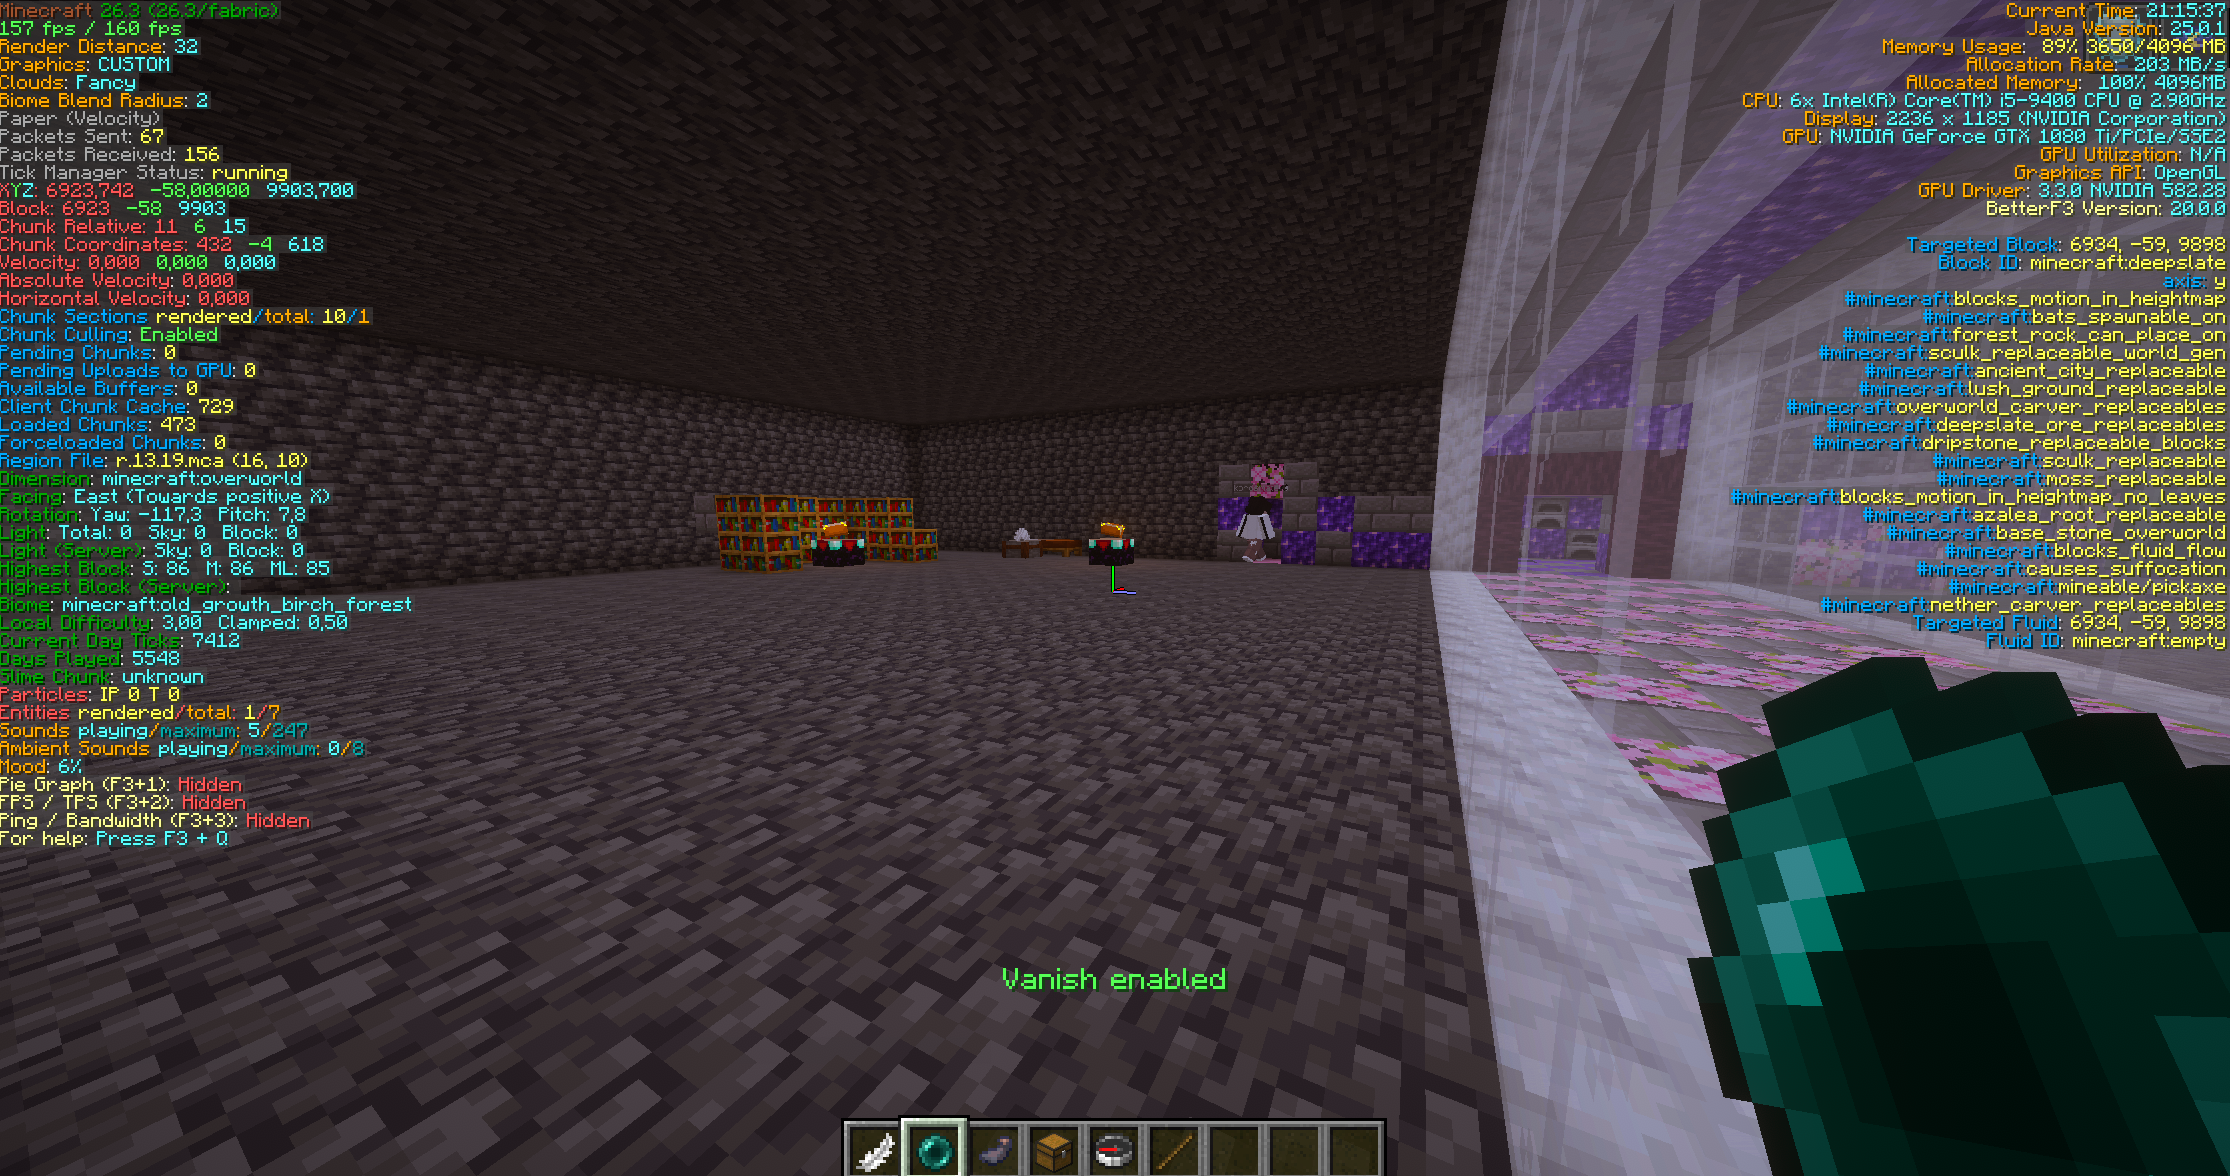 Minecraft 26.3 (26.3/fabric)
157 fps / 160 fps
Render Distance: 32
Graphics: CUSTOM
Clouds: Fancy
Biome Blend Radius: 2
Paper (Velocity)
Packets Sent: 67
Packets Received: 156
Tick Manager Status: running
XYZ: 6923,742 -58,00000 9903,700
Block: 6923 -58 9903
Chunk Relative: 11 6 15
Chunk Coordinates: 432 -4 618
Velocity: 0,000 0,000 0,000
Absolute Velocity: 0,000
Horizontal Velocity: 0,000
Chunk Sections rendered/total: 10/1
Chunk Culling: Enabled
Pending Chunks: 0
Pending Uploads to GPU: 0
Available Buffers: 0
Client Chunk Cache: 729
Loaded Chunks: 473
Forceloaded Chunks: 0
Region File: r.13.19.mca (16, 10)
Dimension: minecraft:overworld
Facing: East (Towards positive X)
Rotation: Yaw: -117,3 Pitch: 7,8
Light: Total: 0 Sky: 0 Block: 0
Light (Server): Sky: 0 Block: 0
Highest Block: S: 86 M: 86 ML: 85
Highest Block (Server):
Biome: minecraft:old_growth_birch_forest
Local Difficulty: 3,00 Clamped: 0,50
Current Day Ticks: 7412
Days Played: 5548
Slime Chunk: unknown
Particles: IP 0 T 0
Entities rendered/total: 1/7
Sounds playing/maximum: 5/247
Ambient Sounds playing/maximum: 0/8
Mood: 6%
Pie Graph (F3+1): Hidden
FPS / TPS (F3+2): Hidden
Ping / Bandwidth (F3+3): Hidden
For help: Press F3 + Q
Current Time: 21:15:37
Java Version: 25.0.1
Memory Usage: 89% 3650/4096 MB
Allocation Rate: 203 MB/s
Allocated Memory: 100% 4096MB
CPU: 6x Intel(R) Core(TM) i5-9400 CPU @ 2.90GHz
Display: 2236 x 1185 (NVIDIA Corporation)
GPU: NVIDIA GeForce GTX 1080 Ti/PCIe/SSE2
GPU Utilization: N/A
Graphics API: OpenGL
GPU Driver: 3.3.0 NVIDIA 582.28
BetterF3 Version: 20.0.0
Targeted Block: 6934, -59, 9898
Block ID: minecraft:deepslate
axis: y
#minecraft:blocks_motion_in_heightmap
#minecraft:bats_spawnable_on
#minecraft:forest_rock_can_place_on
#minecraft:sculk_replaceable_world_gen
#minecraft:ancient_city_replaceable
#minecraft:lush_ground_replaceable
#minecraft:overworld_carver_replaceables
#minecraft:deepslate_ore_replaceables
#minecraft:dripstone_replaceable_blocks
#minecraft:sculk_replaceable
#minecraft:moss_replaceable
#minecraft:blocks_motion_in_heightmap_no_leaves
#minecraft:azalea_root_replaceable
#minecraft:base_stone_overworld
#minecraft:blocks_fluid_flow
#minecraft:causes_suffocation
#minecraft:mineable/pickaxe
#minecraft:nether_carver_replaceables
Targeted Fluid: 6934, -59, 9898
Fluid ID: minecraft:empty
Vanish enabled